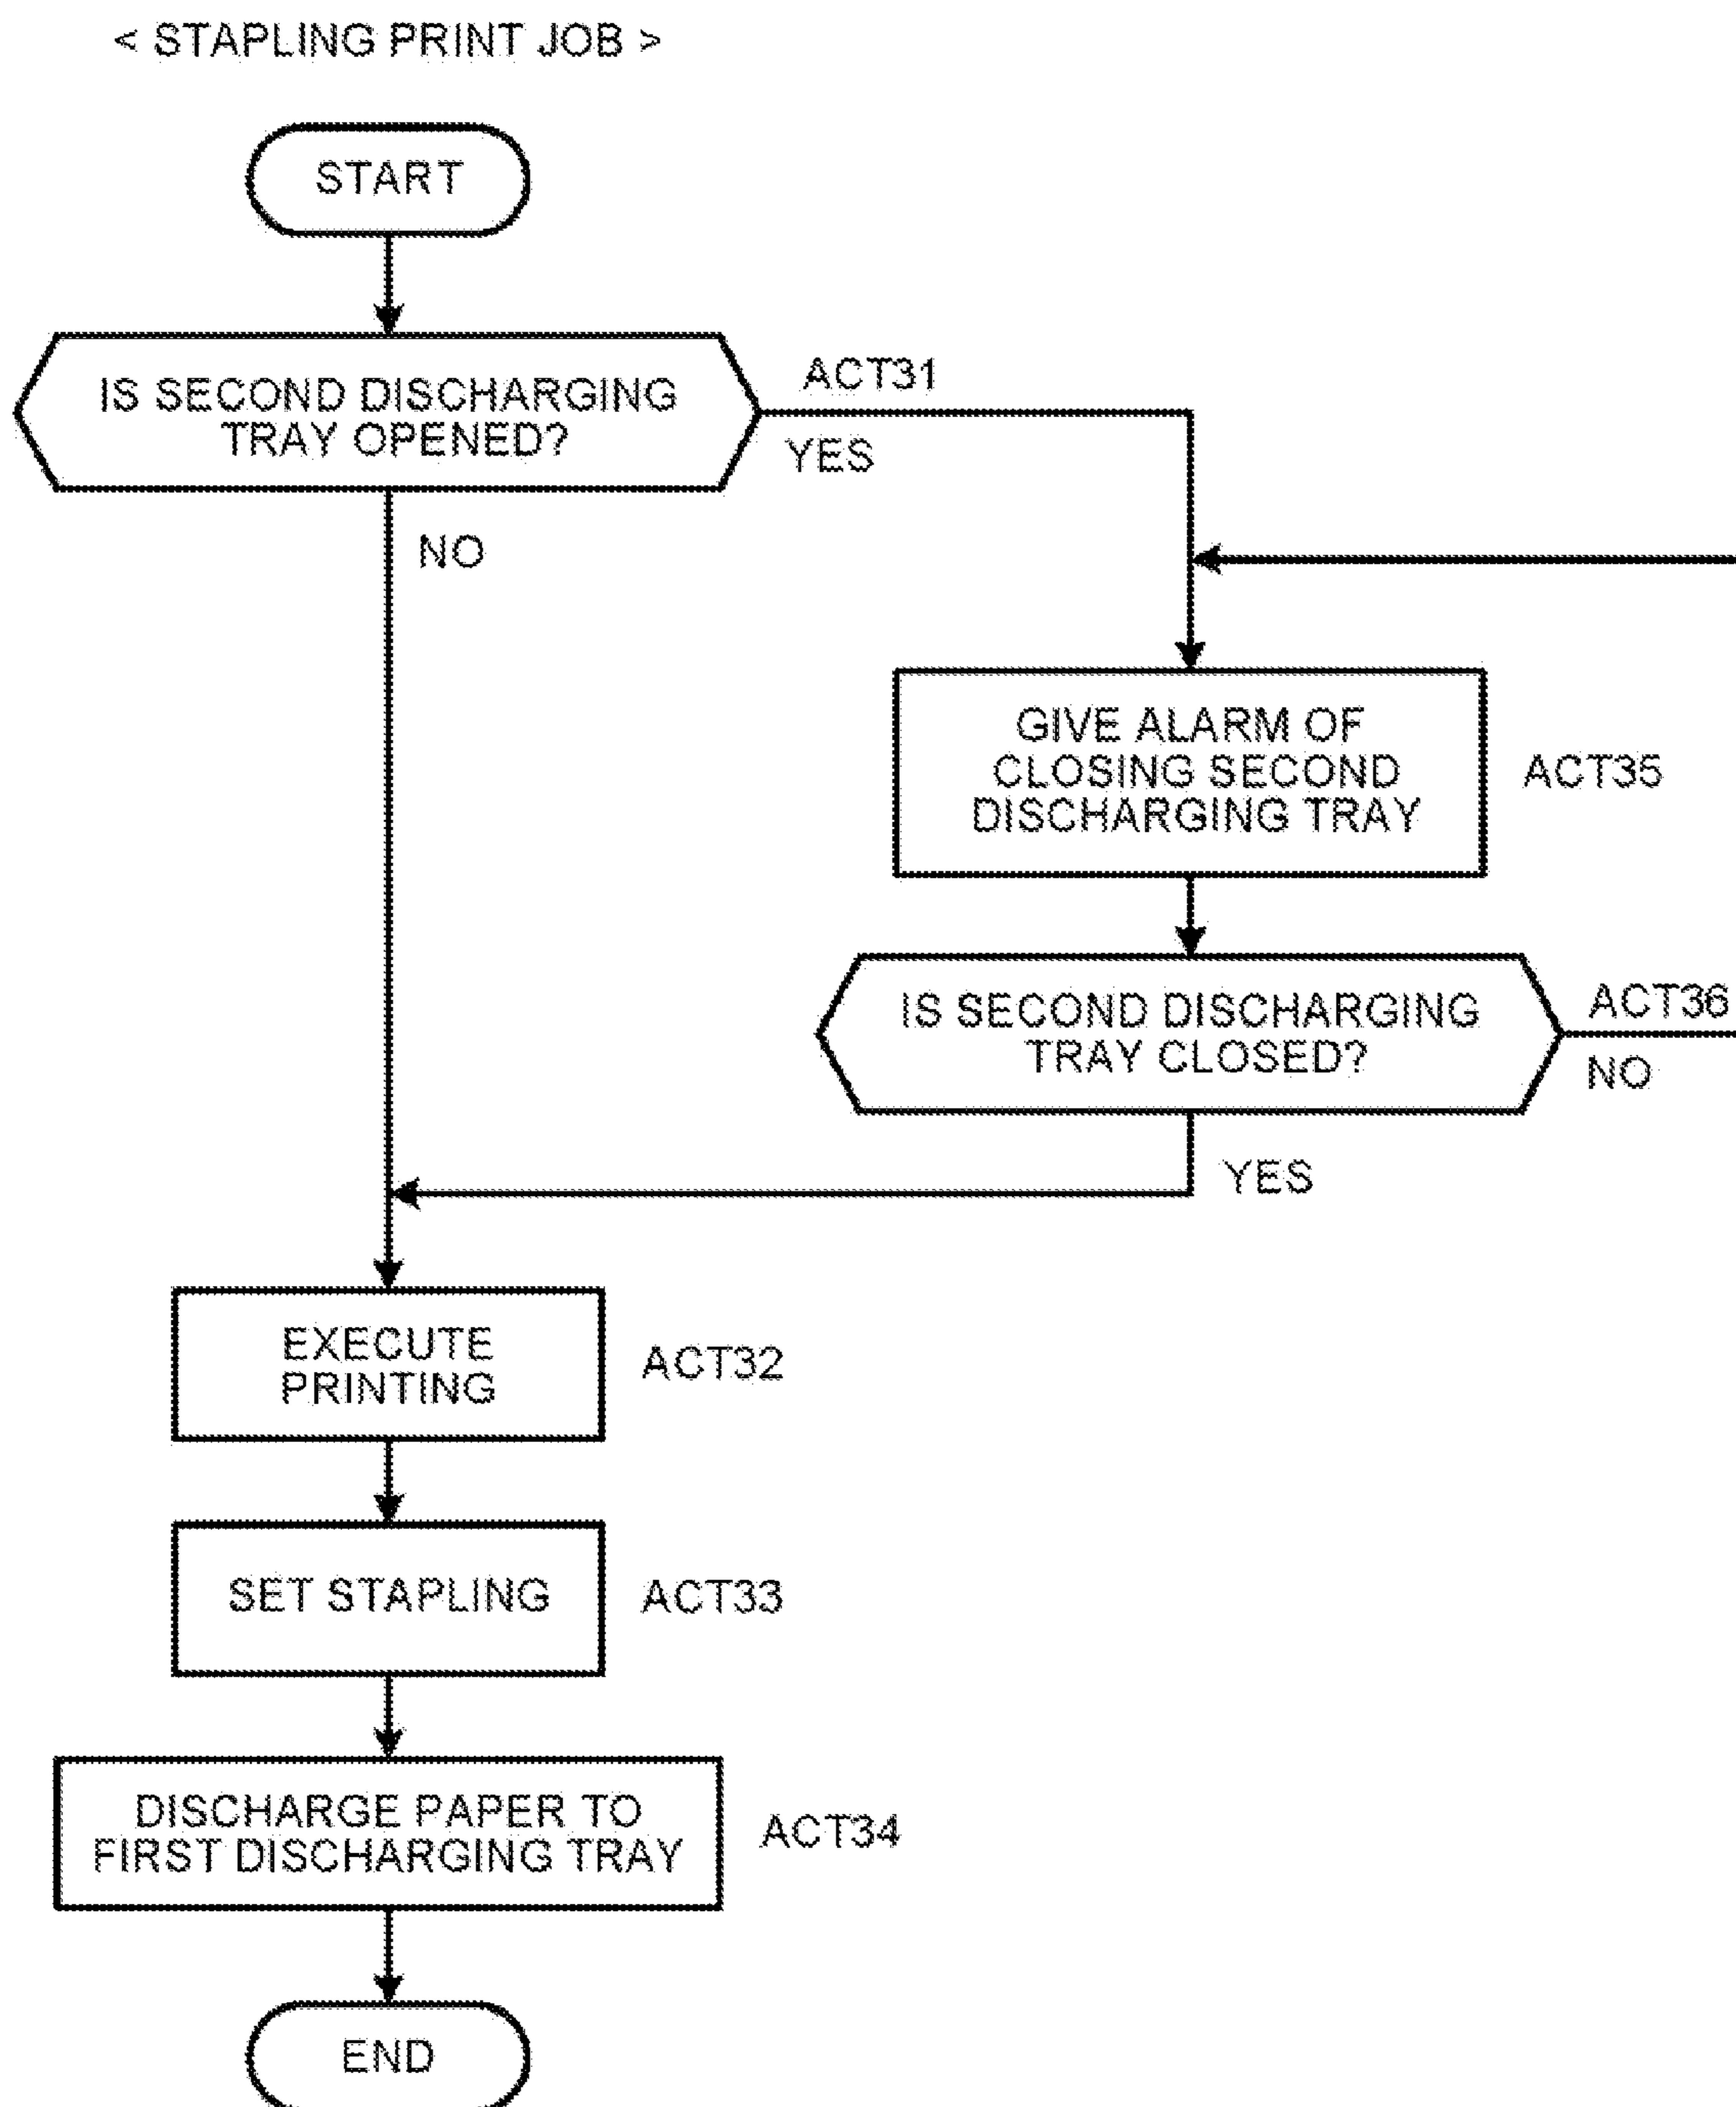 < STAPLING PRINT JOB >
START
IS SECOND DISCHARGING
TRAY OPENED?
ACT31
YES
NO
GIVE ALARM OF
CLOSING SECOND
DISCHARGING TRAY
ACT35
IS SECOND DISCHARGING
TRAY CLOSED?
ACT36
NO
YES
EXECUTE
PRINTING
ACT32
SET STAPLING
ACT33
DISCHARGE PAPER TO
FIRST DISCHARGING TRAY
ACT34
END